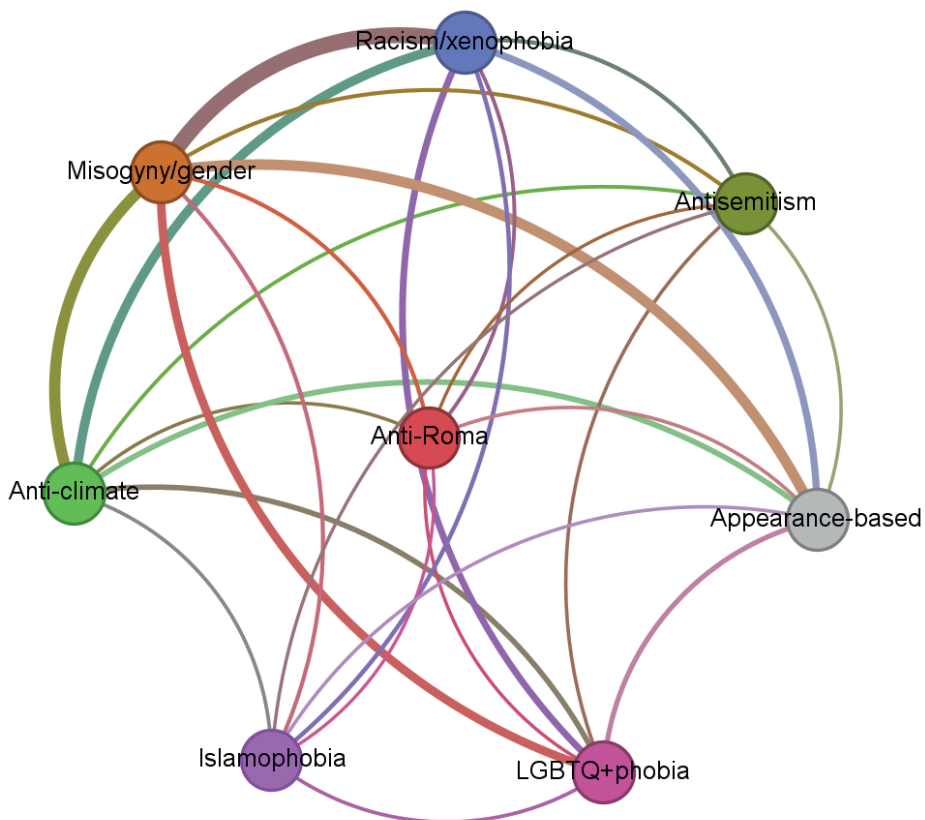 Racism/xenophobia
Misogyny/gender
Antisemitism
Anti-Roma
Anti-climate
Appearance-based
Islamophobia
LGBTQ+phobia